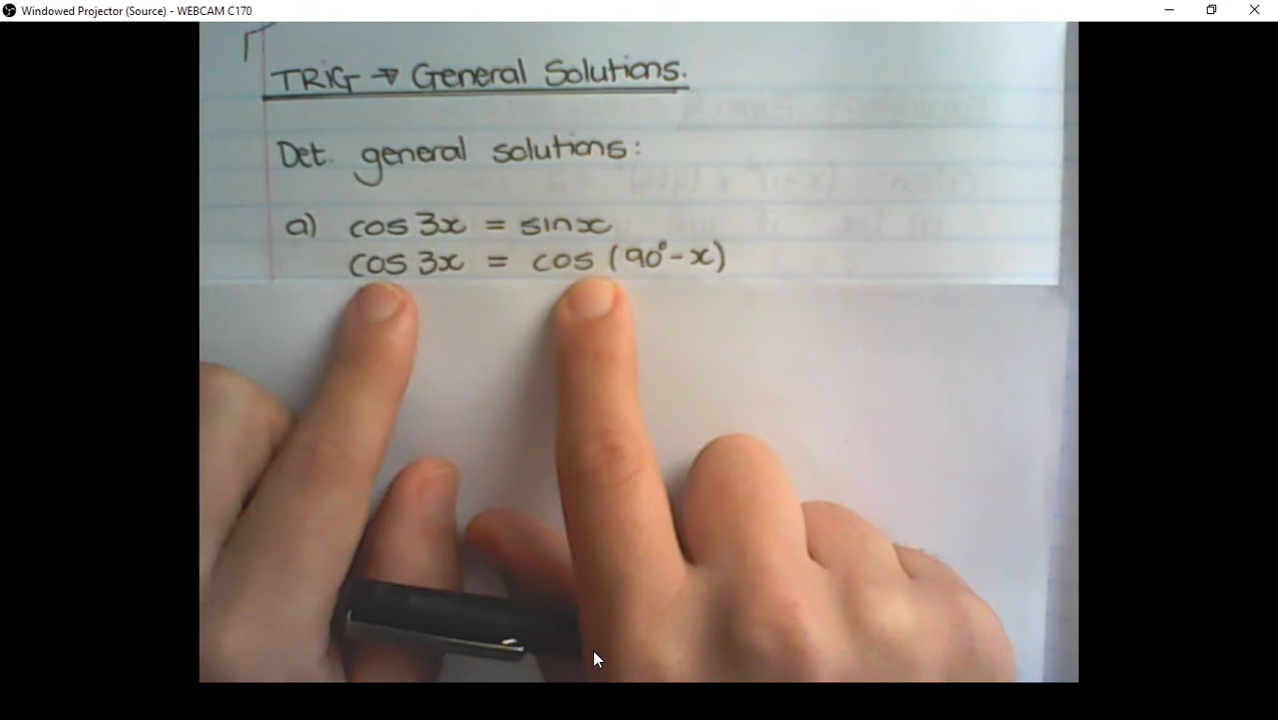 Windowed Projector (Source) - WEBCAM C170
TRIG → General Solutions.
Det. general solutions:
a) cos 3x = sin x
cos 3x = cos (90° - x)